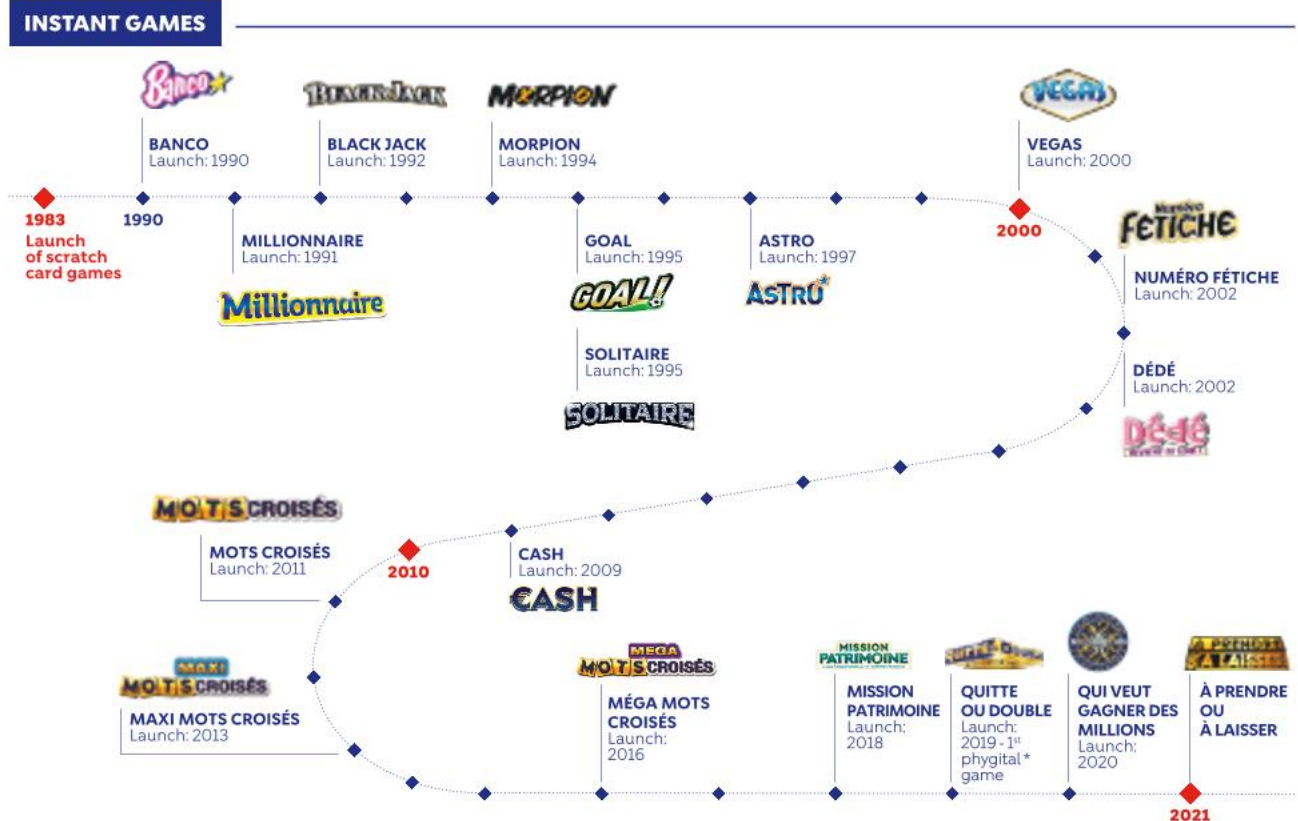 INSTANT GAMES
Banco
BLACK JACK
MORPION
VEGAS
BANCO
Launch: 1990
BLACK JACK
Launch: 1992
MORPION
Launch: 1994
VEGAS
Launch: 2000
1983
Launch
of scratch
card games
1990
MILLIONNAIRE
Launch: 1991
Millionnaire
GOAL
Launch: 1995
GOAL!
SOLITAIRE
Launch: 1995
SOLITAIRE
ASTRO
Launch: 1997
ASTRO
2000
Numéro
FÉTICHE
NUMÉRO FÉTICHE
Launch: 2002
DÉDÉ
Launch: 2002
Dédé
MOTS CROISÉS
MOTS CROISÉS
Launch: 2011
2010
CASH
Launch: 2009
€ASH
MAXI
MOTS CROISÉS
MAXI MOTS CROISÉS
Launch: 2013
MEGA
MOTS CROISÉS
MÉGA MOTS
CROISÉS
Launch:
2016
MISSION
PATRIMOINE
MISSION
PATRIMOINE
Launch:
2018
QUITTE
OU DOUBLE
Launch:
2019 - 1st
phygital *
game
QUI VEUT
GAGNER DES
MILLIONS
Launch:
2020
À PRENDRE
À LAISSER
À PRENDRE
OU
À LAISSER
2021